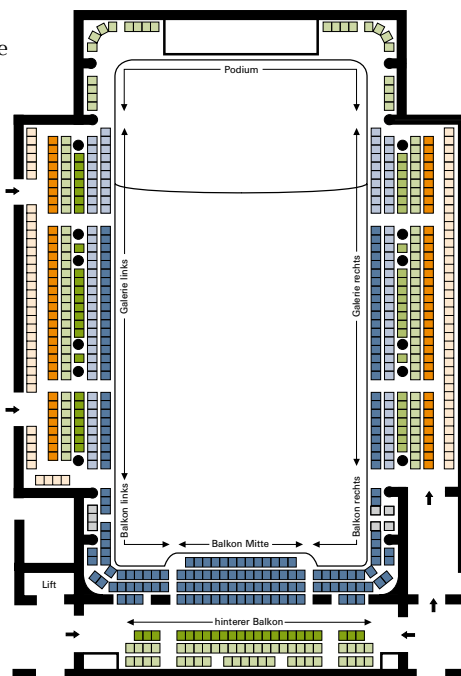 e
Podium
Galerie links
Galerie rechts
Balkon links
Balkon rechts
Balkon Mitte
Lift
hinterer Balkon